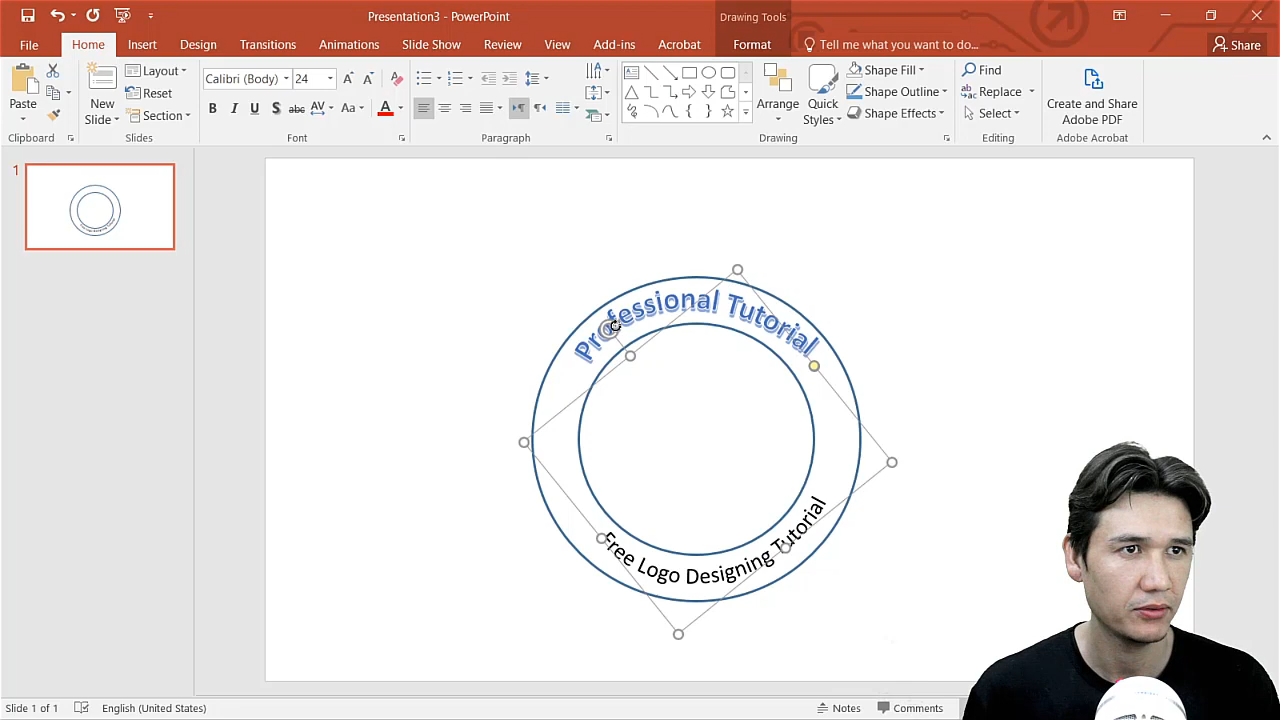 Presentation3 - PowerPoint
Drawing Tools
File Home Insert Design Transitions Animations Slide Show Review View Add-ins Acrobat Format Tell me what you want to do... Share
Paste
Clipboard
New
Slide
Layout
Reset
Section
Slides
Calibri (Body) 24
B I U S abc AV Aa A
Font
Paragraph
Arrange
Quick
Styles
Shape Fill
Shape Outline
Shape Effects
Drawing
Find
Replace
Select
Editing
Create and Share
Adobe PDF
Adobe Acrobat
1
Professional Tutorial
Free Logo Designing Tutorial
Slide 1 of 1 English (United States) Notes Comments